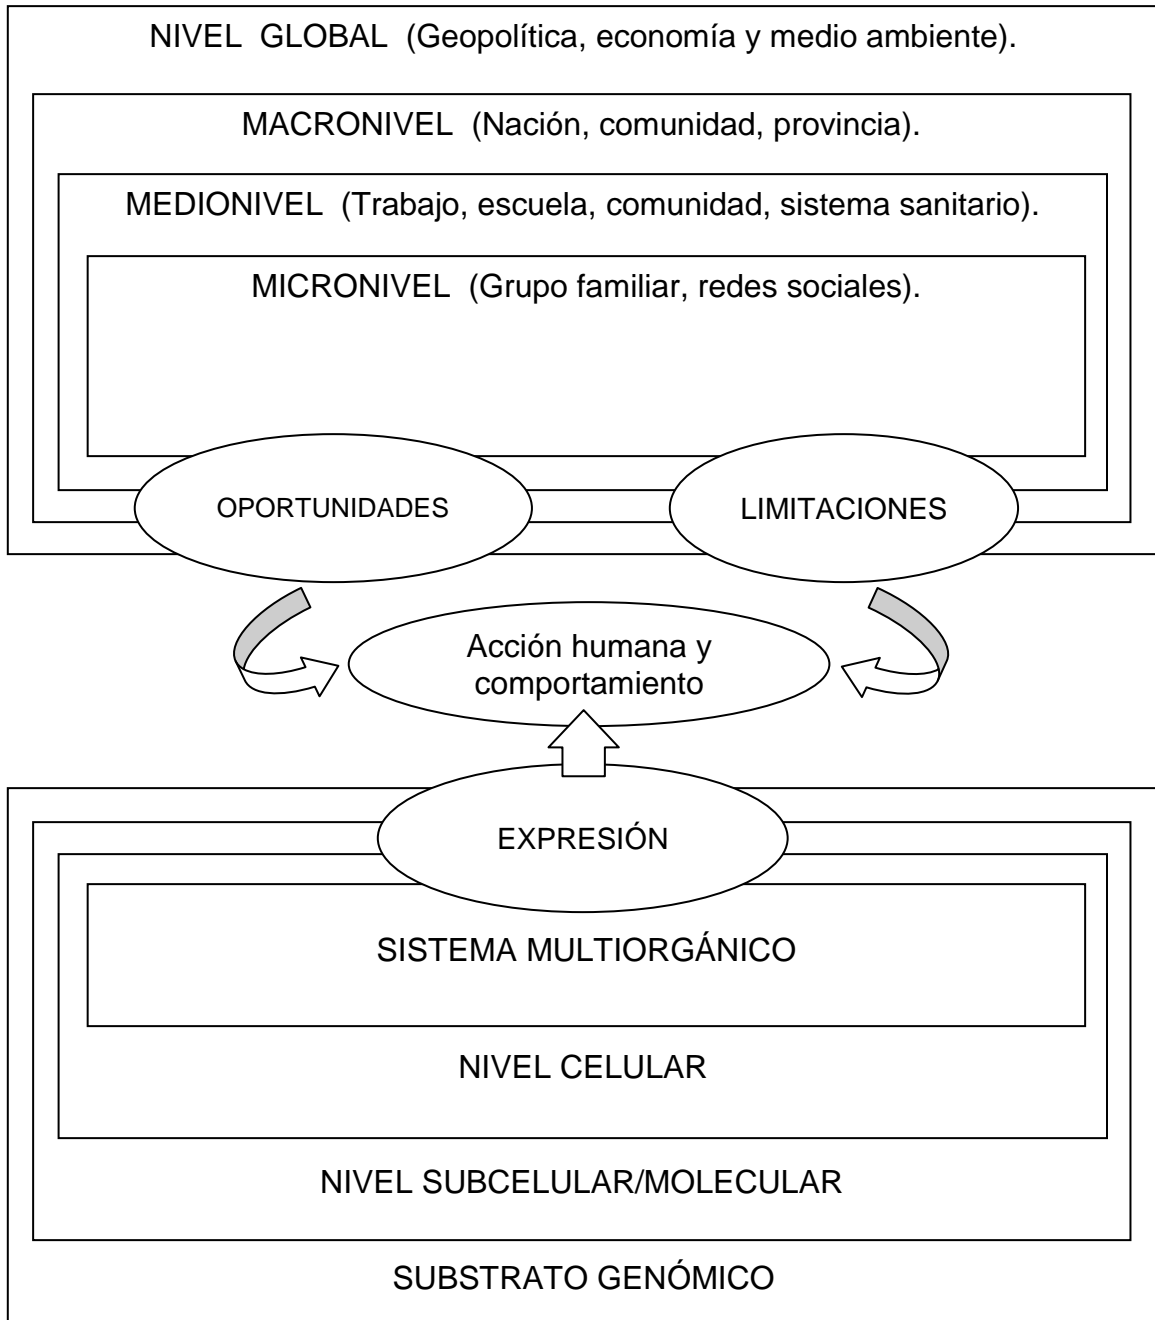 NIVEL GLOBAL (Geopolítica, economía y medio ambiente).
MACRONIVEL (Nación, comunidad, provincia).
MEDIONIVEL (Trabajo, escuela, comunidad, sistema sanitario).
MICRONIVEL (Grupo familiar, redes sociales).
OPORTUNIDADES
LIMITACIONES
Acción humana y
comportamiento
EXPRESIÓN
SISTEMA MULTIORGÁNICO
NIVEL CELULAR
NIVEL SUBCELULAR/MOLECULAR
SUBSTRATO GENÓMICO